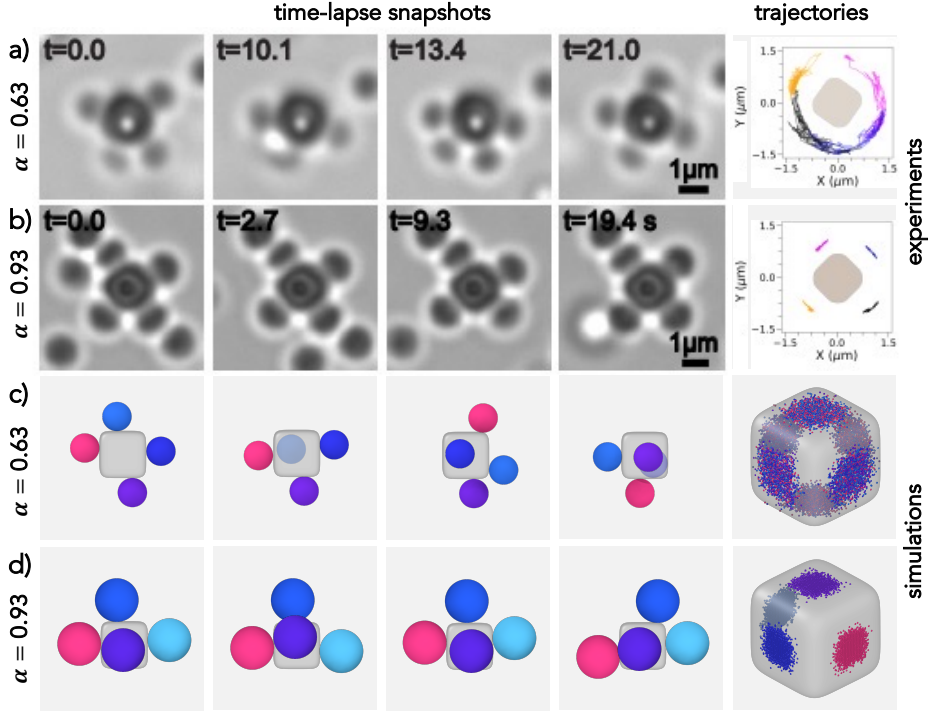 time-lapse snapshots trajectories
a)
α = 0.63
t=0.0 t=10.1 t=13.4 t=21.0
1μm
Y (μm)
1.5
0.0
−1.5
−1.5 0.0 1.5
X (μm)
experiments
b)
α = 0.93
t=0.0 t=2.7 t=9.3 t=19.4 s
1μm
Y (μm)
1.5
0.0
−1.5
−1.5 0.0 1.5
X (μm)
c)
α = 0.63
simulations
d)
α = 0.93